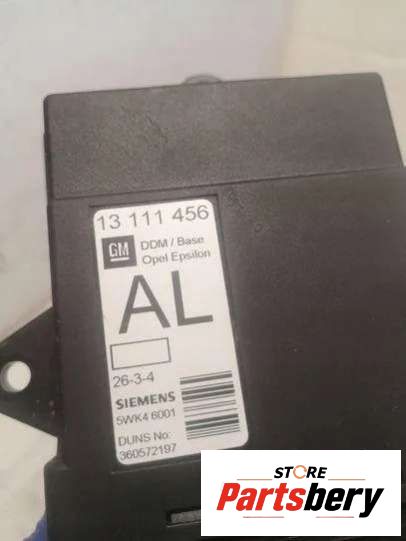 13 111 456
GM
DDM / Base
Opel Epsilon
AL
26-3-4
SIEMENS
5WK4 6001
DUNS No:
360572197
STORE
Partsbery